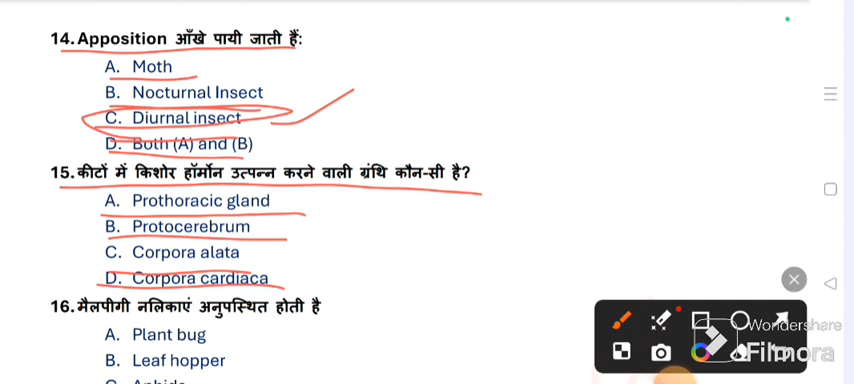 14. Apposition आँखे पायी जाती हैं:
A. Moth
B. Nocturnal Insect
C. Diurnal insect
D. Both (A) and (B)
15. कीटों में किशोर हॉर्मोन उत्पन्न करने वाली ग्रंथि कौन-सी है?
A. Prothoracic gland
B. Protocerebrum
C. Corpora alata
D. Corpora cardiaca
16. मैलपीगी नलिकाएं अनुपस्थित होती है
A. Plant bug
B. Leaf hopper
Wondershare
Filmora